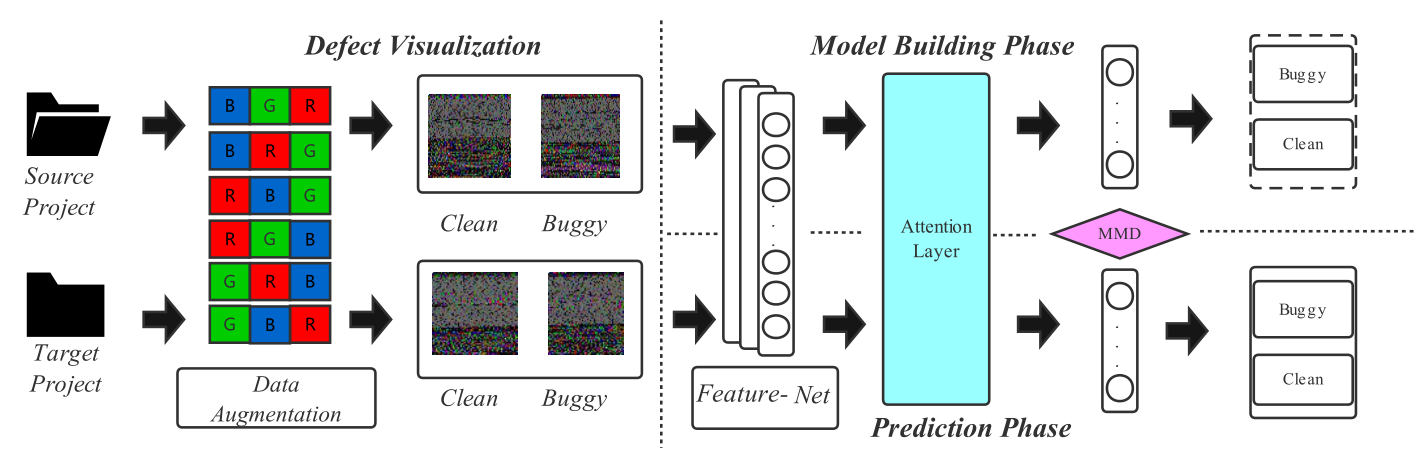 Defect Visualization
Model Building Phase
Source
Project
B G R
B R G
R B G
R G B
G R B
G B R
Clean Buggy
Target
Project
Data
Augmentation
Clean Buggy
Feature- Net
Attention
Layer
MMD
Buggy
Clean
Buggy
Clean
Prediction Phase